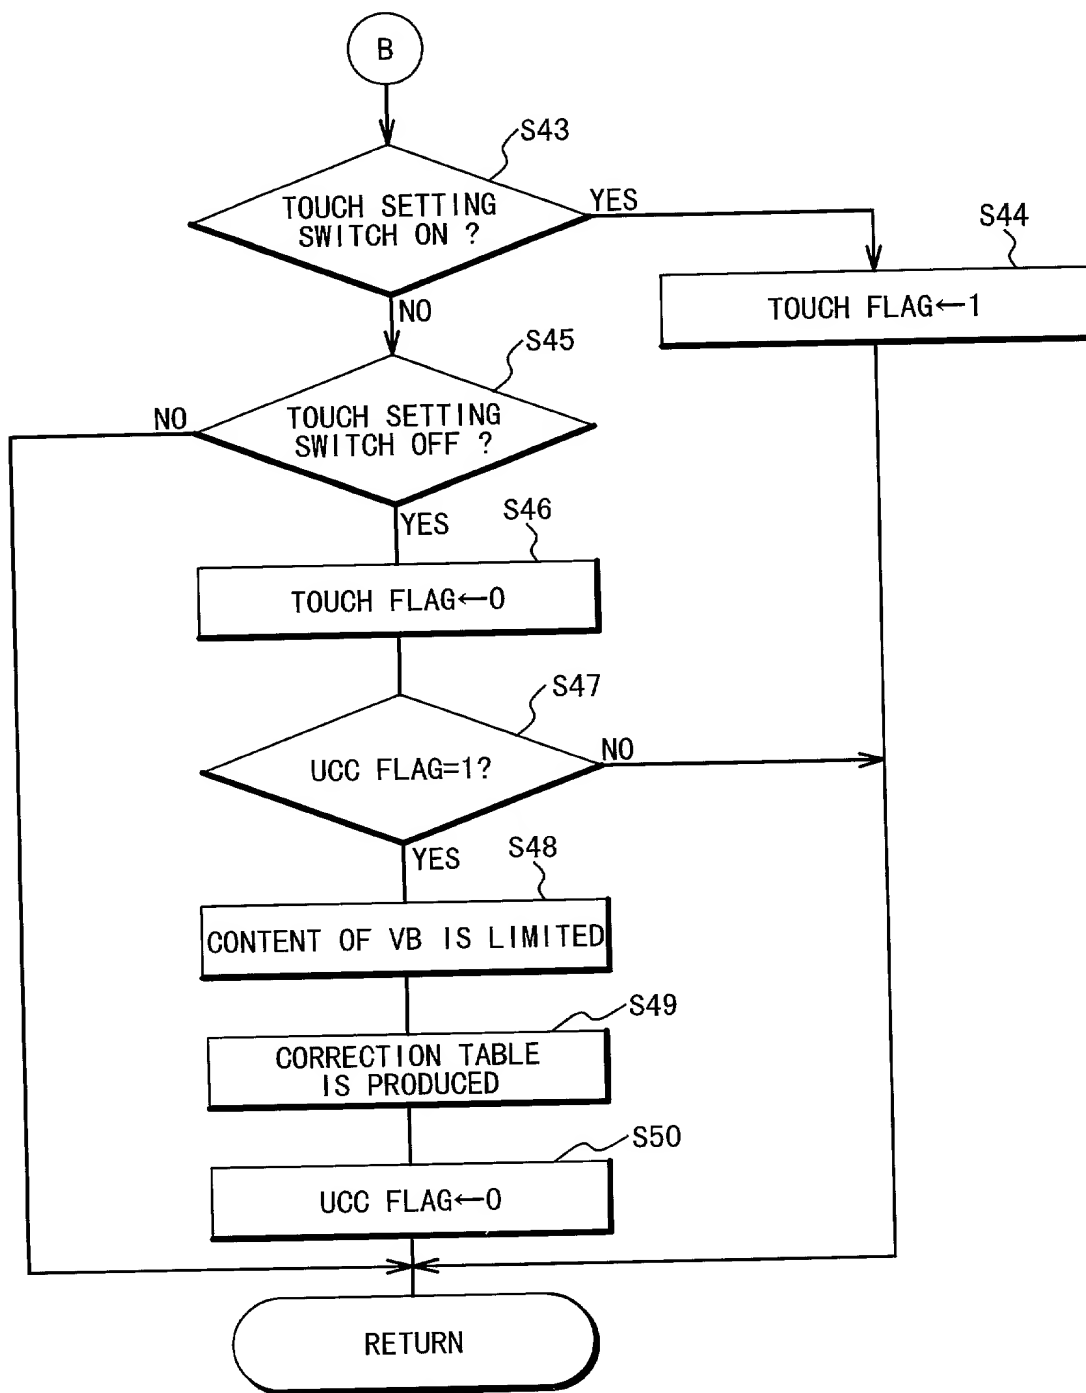 B
S43
TOUCH SETTING
SWITCH ON ?
YES
S44
TOUCH FLAG←1
NO
S45
NO
TOUCH SETTING
SWITCH OFF ?
YES
S46
TOUCH FLAG←0
S47
UCC FLAG=1?
NO
YES
S48
CONTENT OF VB IS LIMITED
S49
CORRECTION TABLE
IS PRODUCED
S50
UCC FLAG←0
RETURN